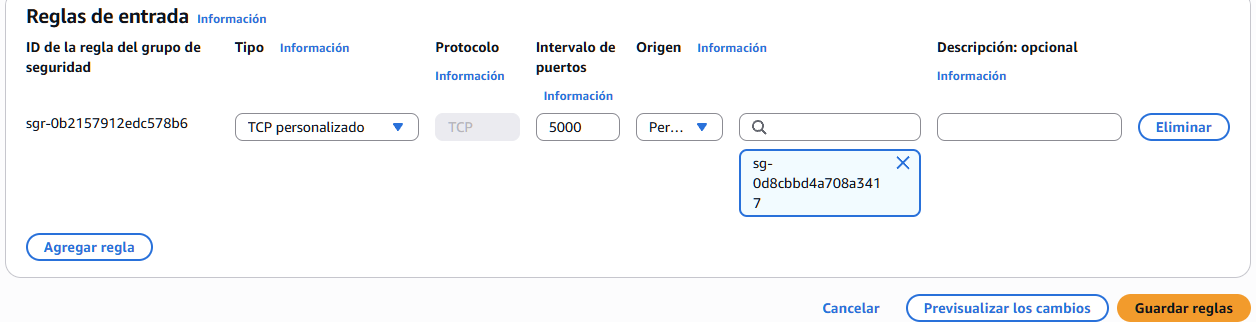 Reglas de entrada Información
ID de la regla del grupo de seguridad
Tipo Información
Protocolo
Información
Intervalo de puertos
Información
Origen Información
Descripción: opcional
Información
sgr-0b2157912edc578b6
TCP personalizado
TCP
5000
Per...
sg-
0d8cbbd4a708a341
7
Eliminar
Agregar regla
Cancelar
Previsualizar los cambios
Guardar reglas